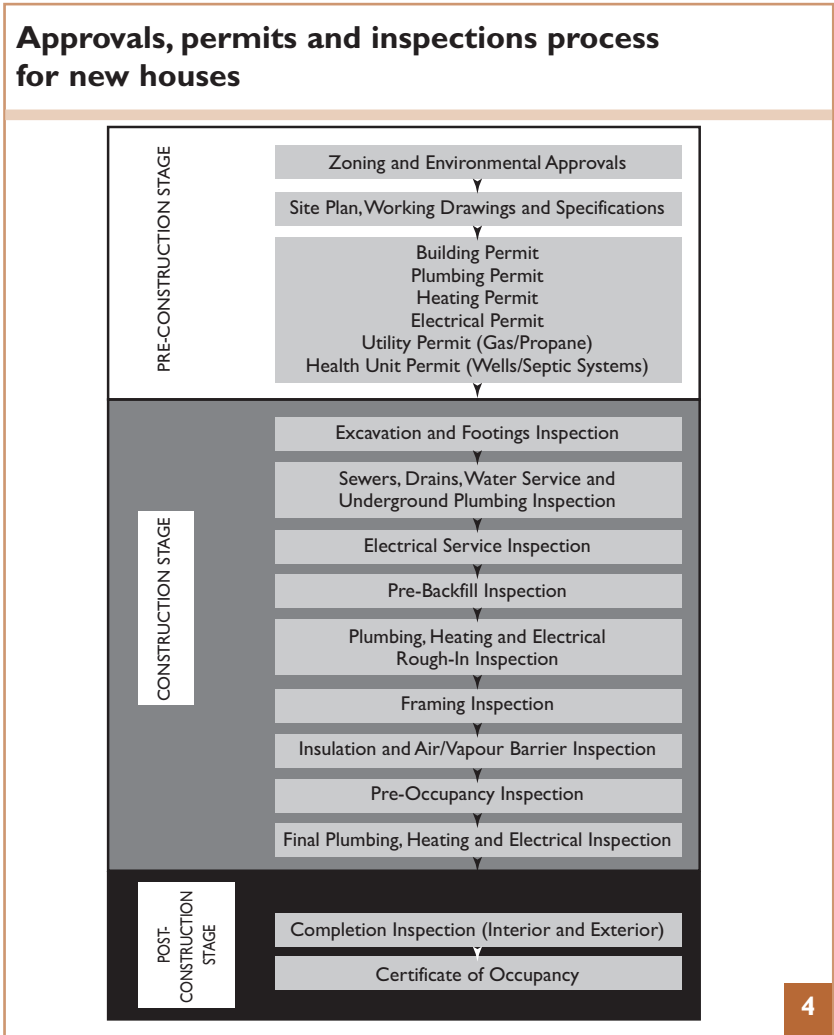 Approvals, permits and inspections process
for new houses
PRE-CONSTRUCTION STAGE
Zoning and Environmental Approvals
Site Plan, Working Drawings and Specifications
Building Permit
Plumbing Permit
Heating Permit
Electrical Permit
Utility Permit (Gas/Propane)
Health Unit Permit (Wells/Septic Systems)
CONSTRUCTION STAGE
Excavation and Footings Inspection
Sewers, Drains, Water Service and
Underground Plumbing Inspection
Electrical Service Inspection
Pre-Backfill Inspection
Plumbing, Heating and Electrical
Rough-In Inspection
Framing Inspection
Insulation and Air/Vapour Barrier Inspection
Pre-Occupancy Inspection
Final Plumbing, Heating and Electrical Inspection
POST-
CONSTRUCTION
STAGE
Completion Inspection (Interior and Exterior)
Certificate of Occupancy
4